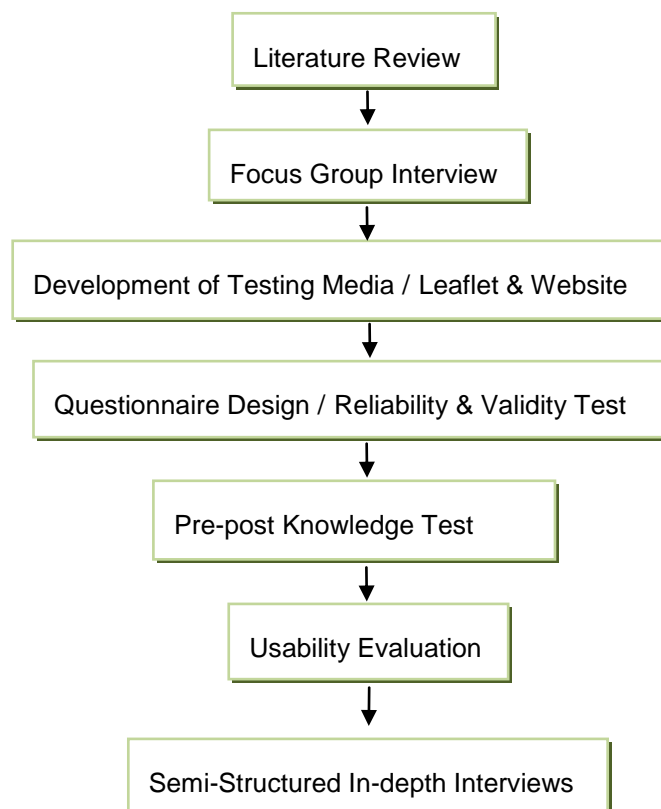 Literature Review
Focus Group Interview
Development of Testing Media / Leaflet & Website
Questionnaire Design / Reliability & Validity Test
Pre-post Knowledge Test
Usability Evaluation
Semi-Structured In-depth Interviews